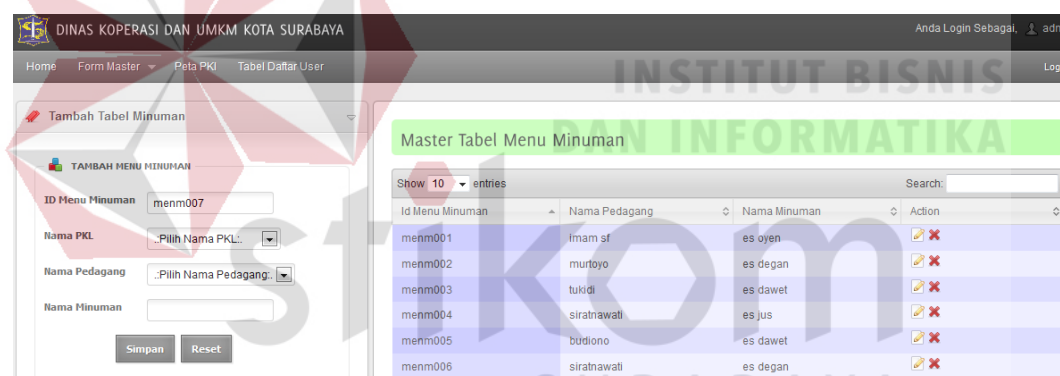 DINAS KOPERASI DAN UMKM KOTA SURABAYA
Anda Login Sebagai, adm
Home Form Master Peta PKl Tabel Daftar User
Log
Tambah Tabel Minuman
TAMBAH MENU MINUMAN
ID Menu Minuman menm007
Nama PKL .:Pilih Nama PKL:.
Nama Pedagang .:Pilih Nama Pedagang:.
Nama Minuman
Simpan Reset
INSTITUT BISNIS
DAN INFORMATIKA
stikom
SURABAYA
Master Tabel Menu Minuman
Show 10 entries Search:
Id Menu Minuman Nama Pedagang Nama Minuman Action
menm001 imam sf es oyen
menm002 murtoyo es degan
menm003 tukidi es dawet
menm004 siratnawati es jus
menm005 budiono es dawet
menm006 siratnawati es degan